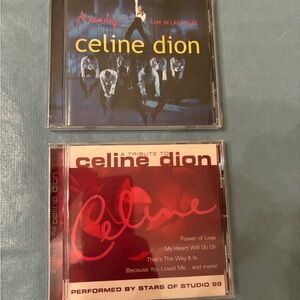 A new day... LIVE IN LAS VEGAS
celine dion
A TRIBUTE TO
celine dion
celine dion
Celine
Power of Love
My Heart Will Go On
That's The Way It Is
Because You Loved Me ...and more!
PERFORMED BY STARS OF STUDIO 99